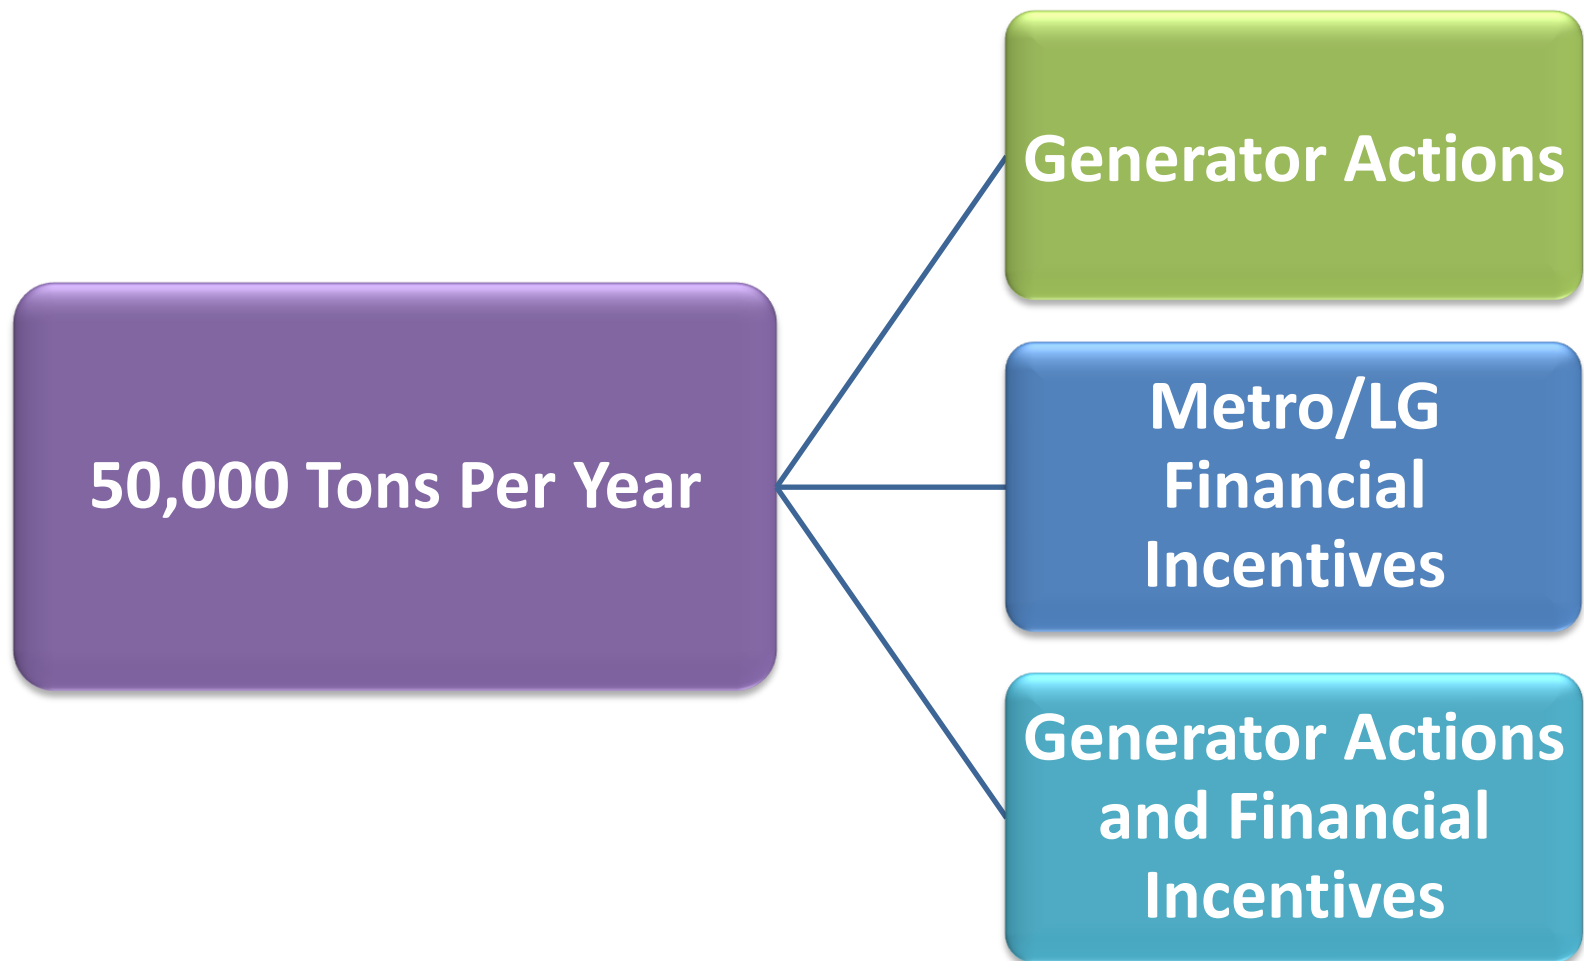 50,000 Tons Per Year
Generator Actions
Metro/LG
Financial
Incentives
Generator Actions
and Financial
Incentives